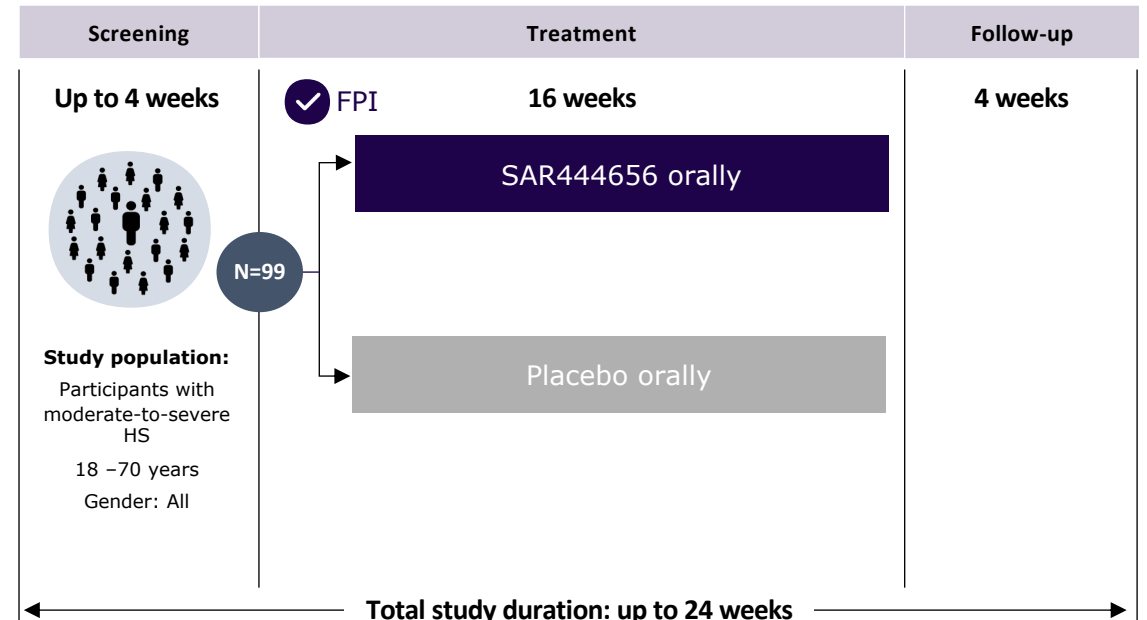 Screening
Treatment
Follow-up
Up to 4 weeks
FPI
16 weeks
4 weeks
SAR444656 orally
N=99
Placebo orally
Study population:
Participants with
moderate-to-severe
HS
18 –70 years
Gender: All
Total study duration: up to 24 weeks